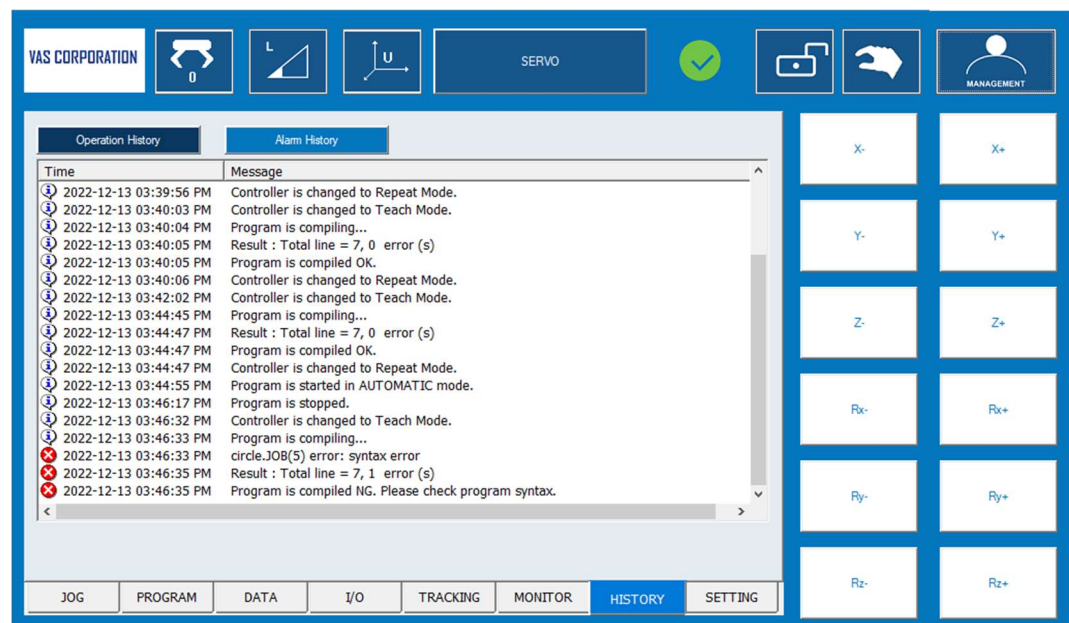 VAS CORPORATION
0
L
U
SERVO
MANAGEMENT
Operation History
Alarm History
Time Message
2022-12-13 03:39:56 PM Controller is changed to Repeat Mode.
2022-12-13 03:40:03 PM Controller is changed to Teach Mode.
2022-12-13 03:40:04 PM Program is compiling...
2022-12-13 03:40:05 PM Result : Total line = 7, 0 error (s)
2022-12-13 03:40:05 PM Program is compiled OK.
2022-12-13 03:40:06 PM Controller is changed to Repeat Mode.
2022-12-13 03:42:02 PM Controller is changed to Teach Mode.
2022-12-13 03:44:45 PM Program is compiling...
2022-12-13 03:44:47 PM Result : Total line = 7, 0 error (s)
2022-12-13 03:44:47 PM Program is compiled OK.
2022-12-13 03:44:47 PM Controller is changed to Repeat Mode.
2022-12-13 03:44:55 PM Program is started in AUTOMATIC mode.
2022-12-13 03:46:17 PM Program is stopped.
2022-12-13 03:46:32 PM Controller is changed to Teach Mode.
2022-12-13 03:46:33 PM Program is compiling...
2022-12-13 03:46:33 PM circle.JOB(5) error: syntax error
2022-12-13 03:46:35 PM Result : Total line = 7, 1 error (s)
2022-12-13 03:46:35 PM Program is compiled NG. Please check program syntax.
JOG PROGRAM DATA I/O TRACKING MONITOR HISTORY SETTING
X- X+
Y- Y+
Z- Z+
Rx- Rx+
Ry- Ry+
Rz- Rz+